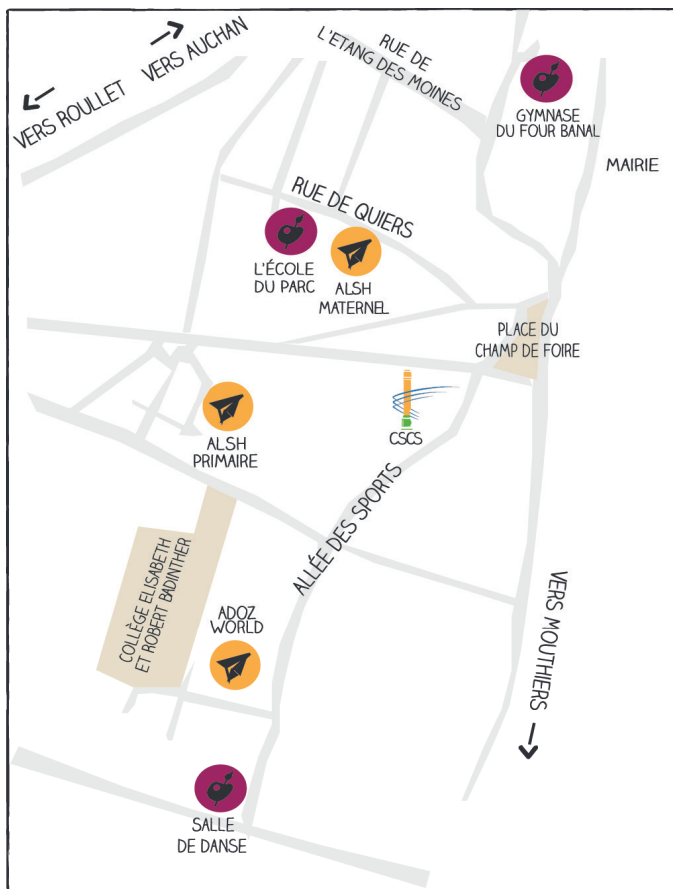 VERS ROULLET
VERS AUCHAN
RUE DE
L'ETANG DES MOINES
GYMNASE
DU FOUR BANAL
MAIRIE
RUE DE QUIERS
L'ÉCOLE
DU PARC
ALSH
MATERNEL
PLACE DU
CHAMP DE FOIRE
ALSH
PRIMAIRE
CSCS
ALLÉE DES SPORTS
COLLÈGE ELISABETH
ET ROBERT BADINTHER
ADOZ
WORLD
VERS MOUTHIERS
SALLE
DE DANSE